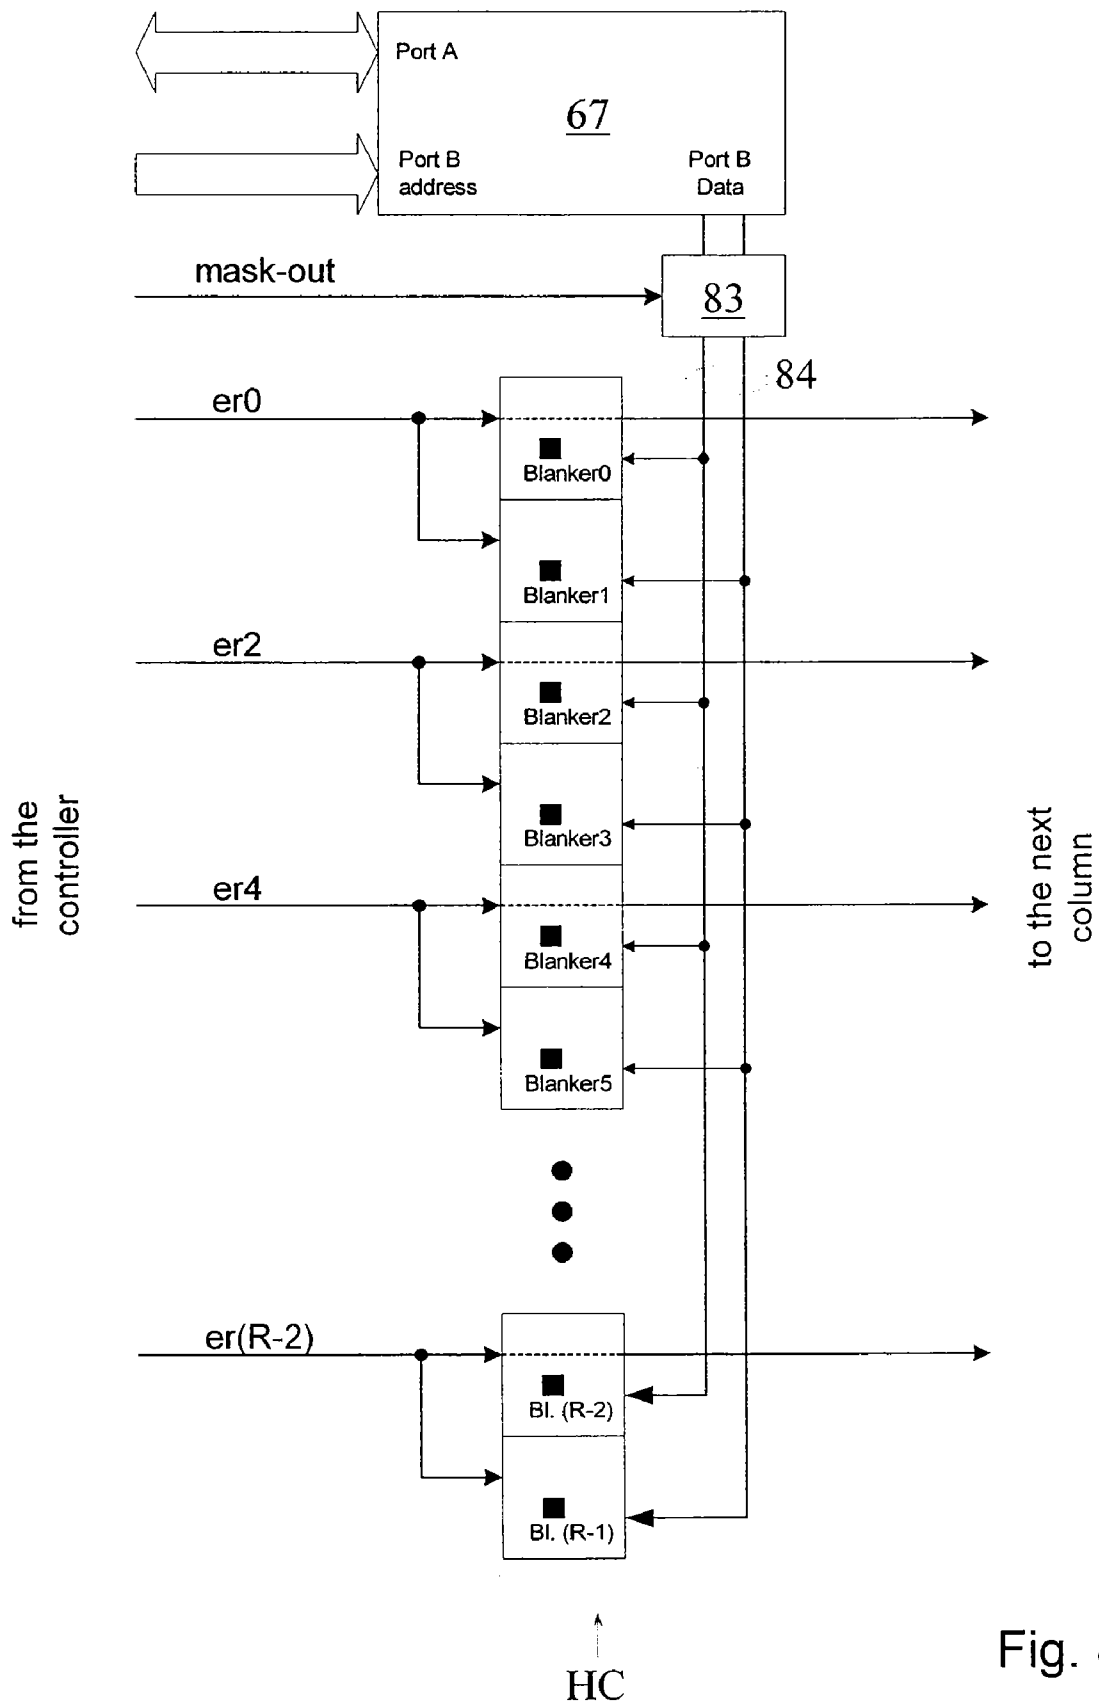 Port A
67
Port B
address
Port B
Data
mask-out
83
84
er0
Blanker0
Blanker1
er2
Blanker2
Blanker3
from the
controller
er4
to the next
column
Blanker4
Blanker5
er(R-2)
Bl. (R-2)
Bl. (R-1)
HC
Fig.